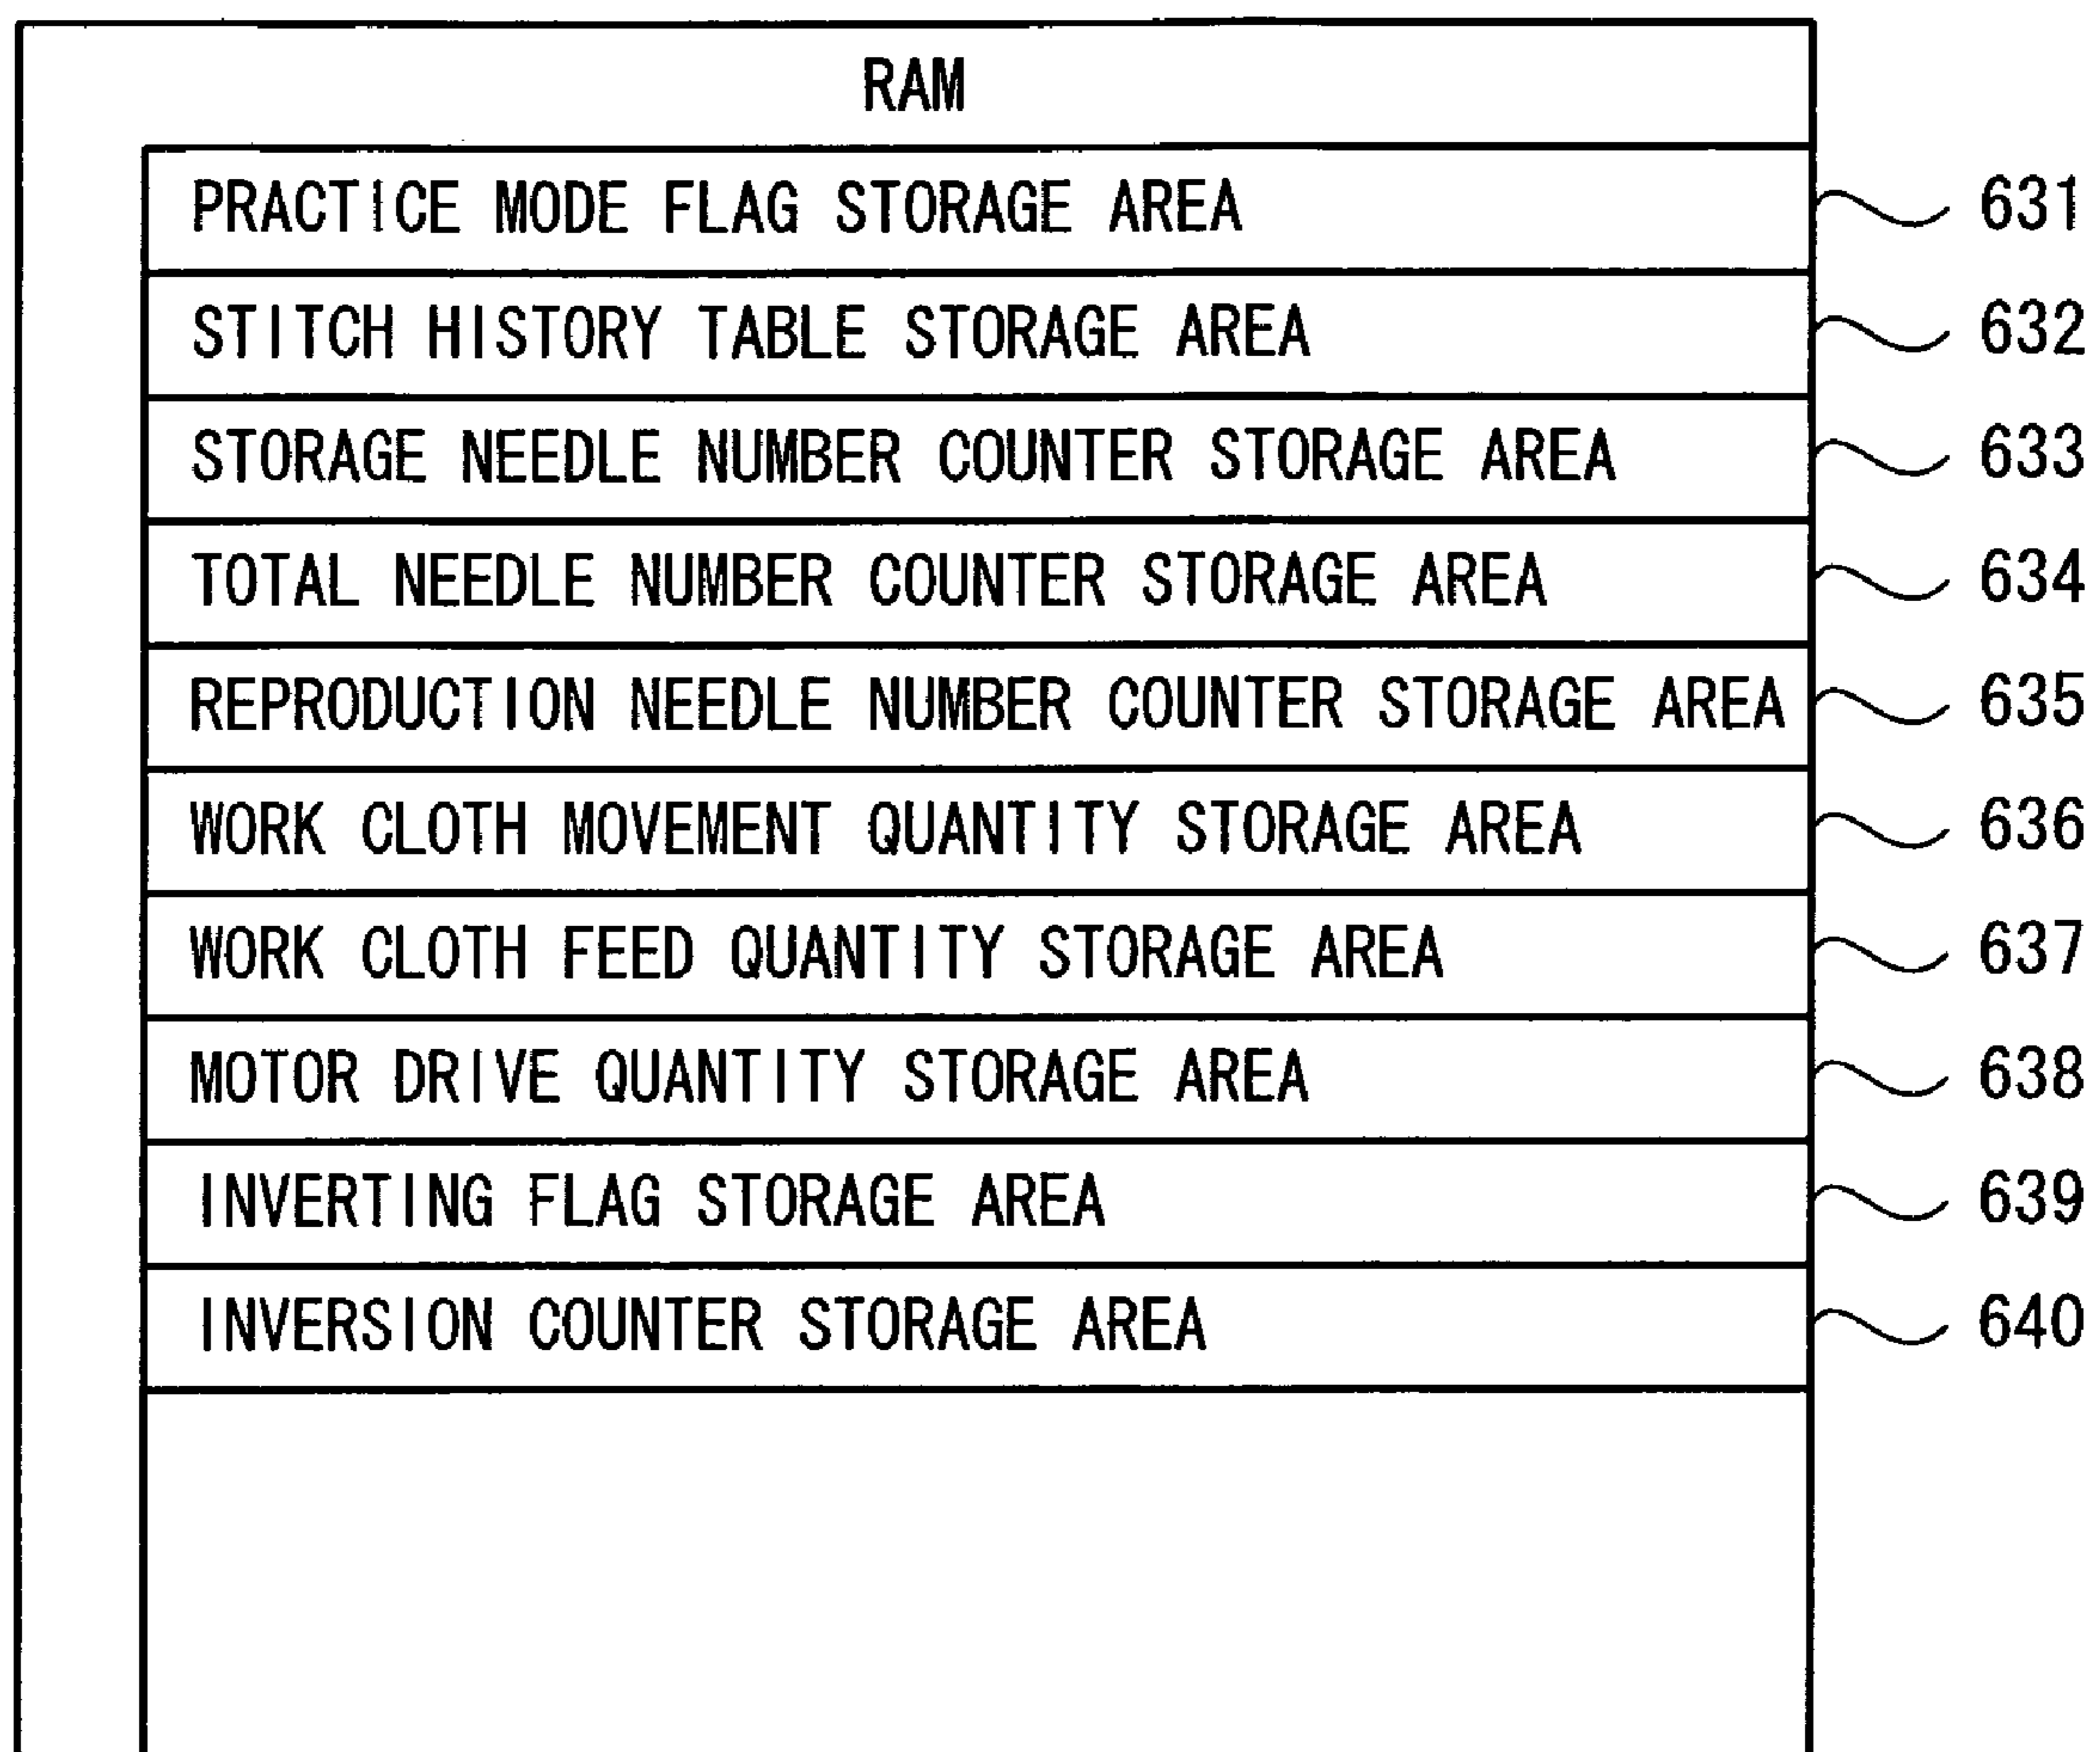 RAM
PRACTICE MODE FLAG STORAGE AREA 631
STITCH HISTORY TABLE STORAGE AREA 632
STORAGE NEEDLE NUMBER COUNTER STORAGE AREA 633
TOTAL NEEDLE NUMBER COUNTER STORAGE AREA 634
REPRODUCTION NEEDLE NUMBER COUNTER STORAGE AREA 635
WORK CLOTH MOVEMENT QUANTITY STORAGE AREA 636
WORK CLOTH FEED QUANTITY STORAGE AREA 637
MOTOR DRIVE QUANTITY STORAGE AREA 638
INVERTING FLAG STORAGE AREA 639
INVERSION COUNTER STORAGE AREA 640